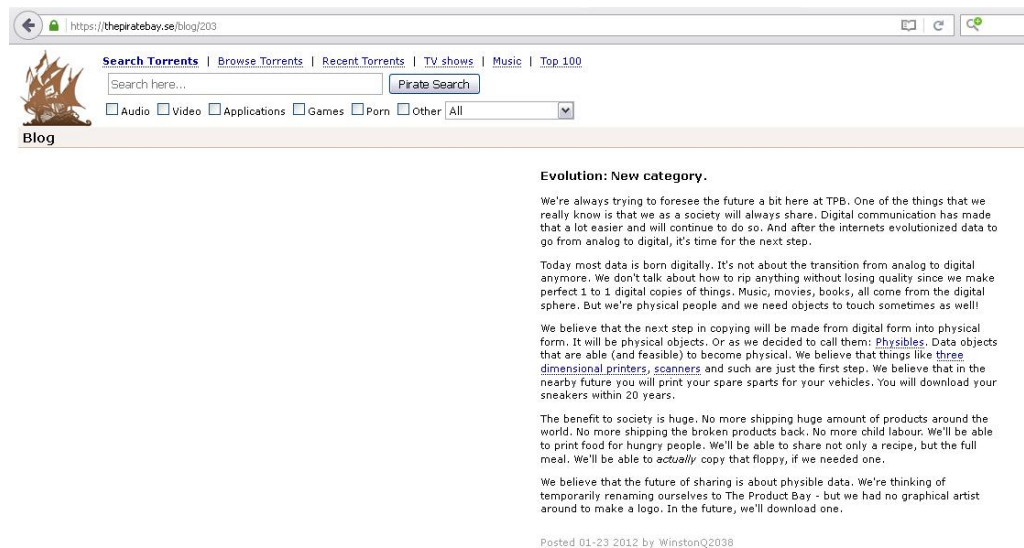 https://thepiratebay.se/blog/203
Search Torrents | Browse Torrents | Recent Torrents | TV shows | Music | Top 100
Search here... Pirate Search
Audio Video Applications Games Porn Other All
Blog
Evolution: New category.
We're always trying to foresee the future a bit here at TPB. One of the things that we
really know is that we as a society will always share. Digital communication has made
that a lot easier and will continue to do so. And after the internets evolutionized data to
go from analog to digital, it's time for the next step.
Today most data is born digitally. It's not about the transition from analog to digital
anymore. We don't talk about how to rip anything without losing quality since we make
perfect 1 to 1 digital copies of things. Music, movies, books, all come from the digital
sphere. But we're physical people and we need objects to touch sometimes as well!
We believe that the next step in copying will be made from digital form into physical
form. It will be physical objects. Or as we decided to call them: Physibles. Data objects
that are able (and feasible) to become physical. We believe that things like three
dimensional printers, scanners and such are just the first step. We believe that in the
nearby future you will print your spare sparts for your vehicles. You will download your
sneakers within 20 years.
The benefit to society is huge. No more shipping huge amount of products around the
world. No more shipping the broken products back. No more child labour. We'll be able
to print food for hungry people. We'll be able to share not only a recipe, but the full
meal. We'll be able to actually copy that floppy, if we needed one.
We believe that the future of sharing is about physible data. We're thinking of
temporarily renaming ourselves to The Product Bay - but we had no graphical artist
around to make a logo. In the future, we'll download one.
Posted 01-23 2012 by WinstonQ2038